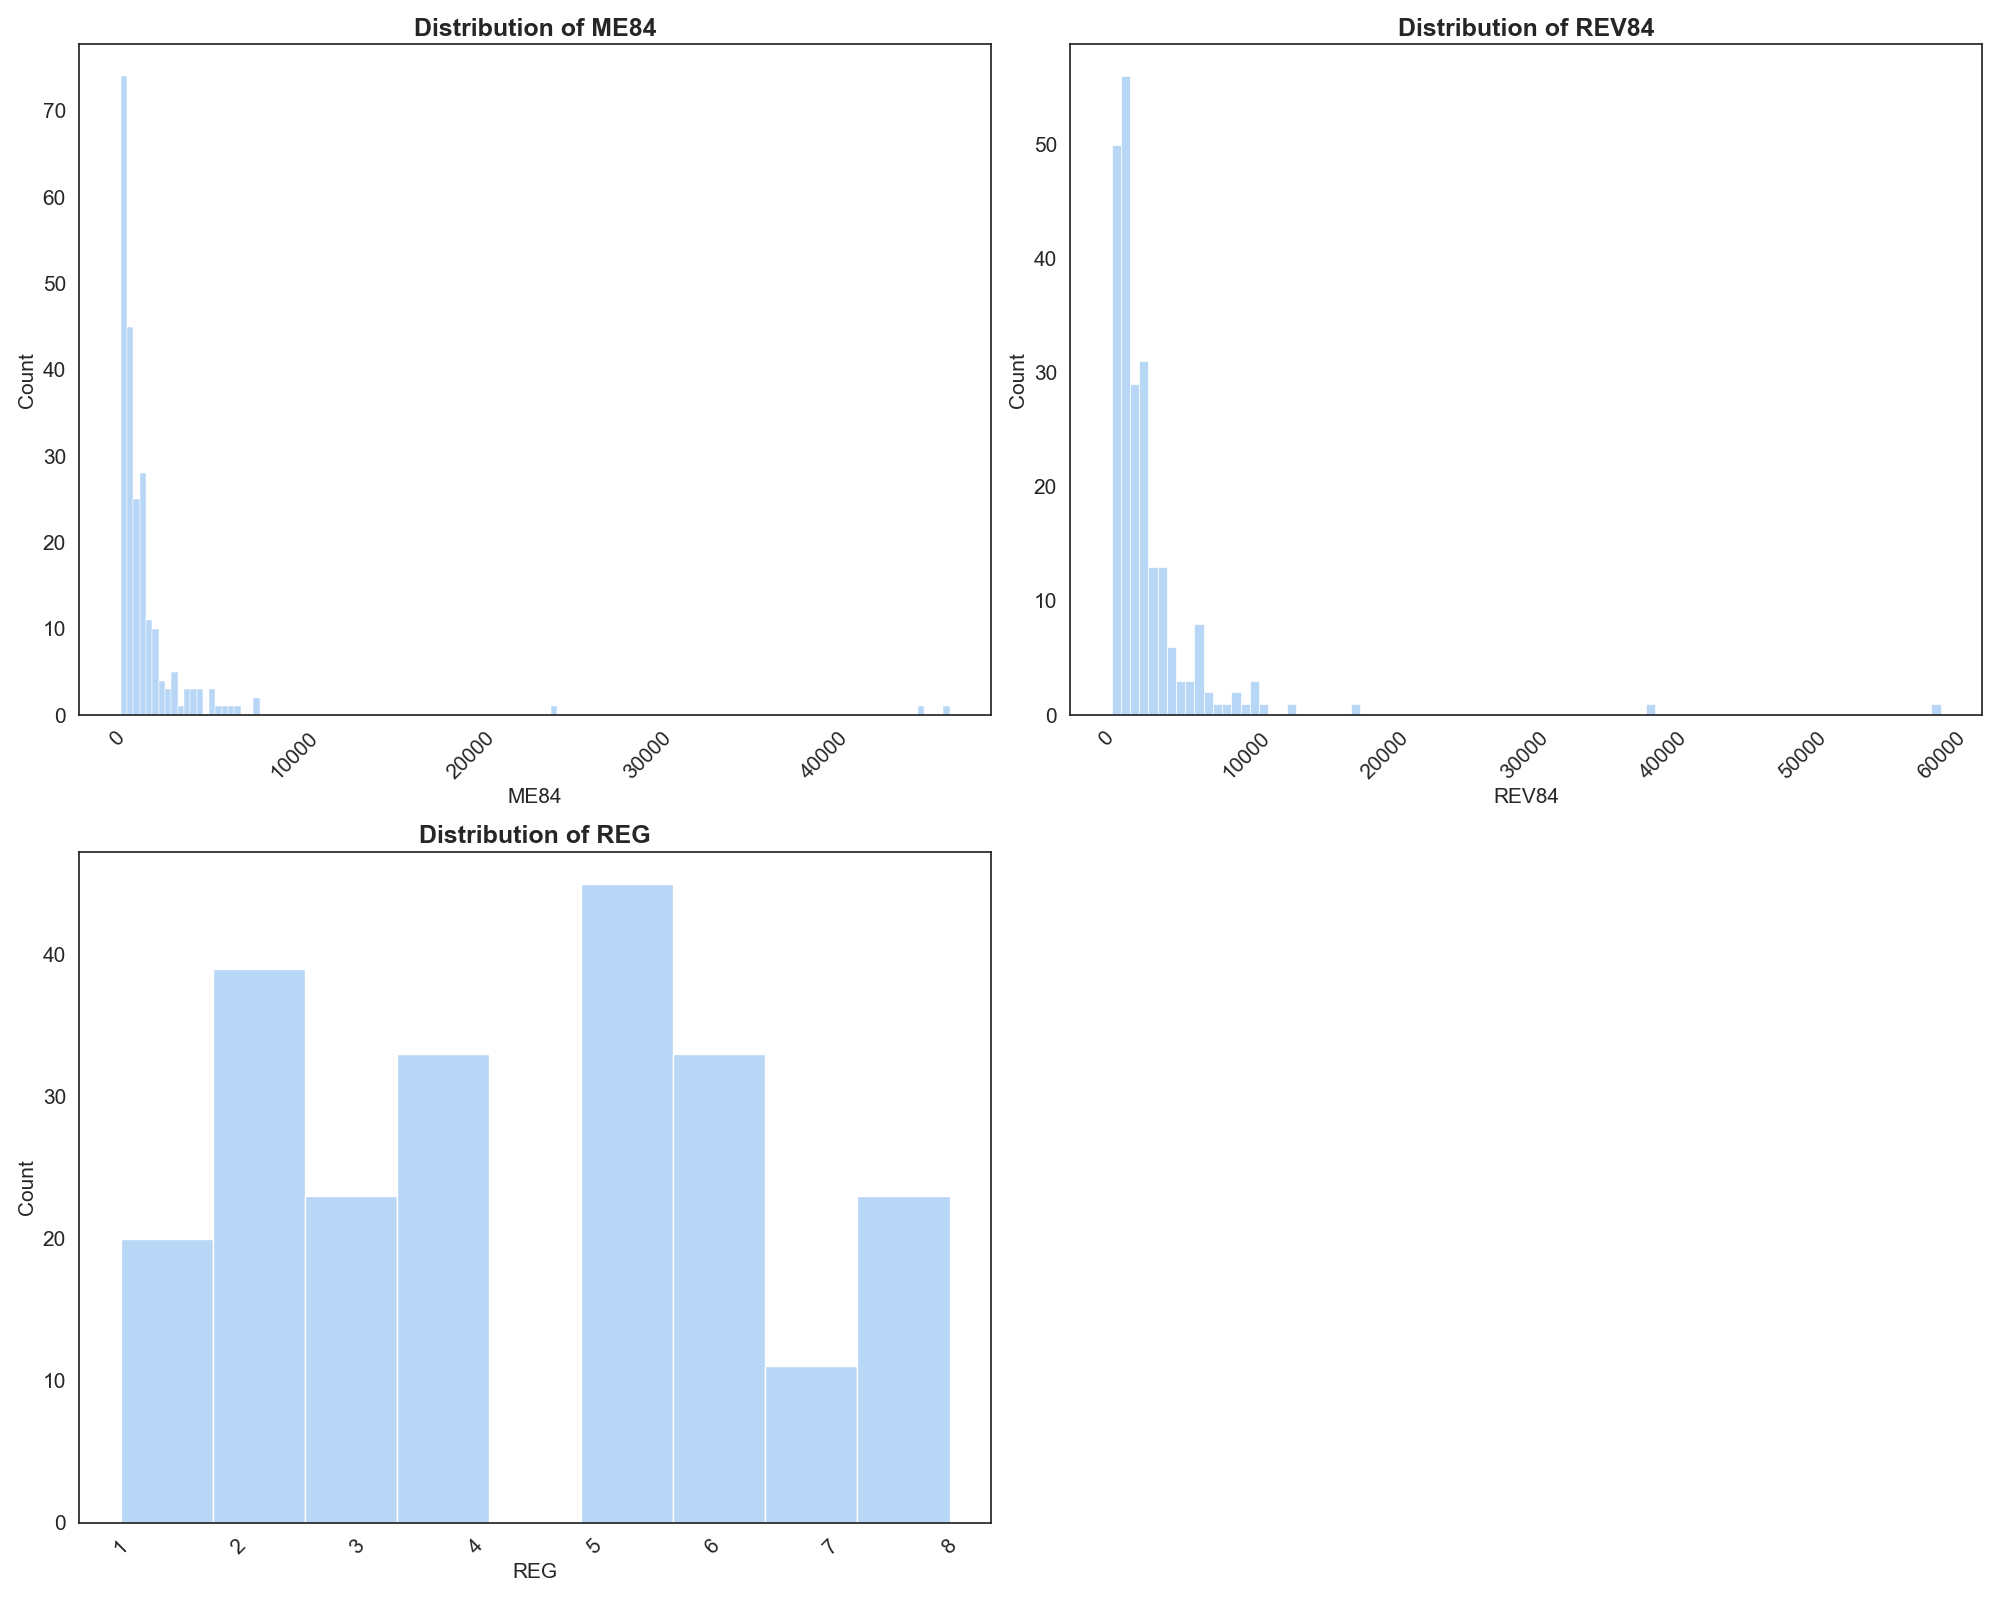 Distribution of ME84
70
60
50
40
30
20
10
0
Count
0 10000 20000 30000 40000
ME84
Distribution of REV84
50
40
30
20
10
0
Count
0 10000 20000 30000 40000 50000 60000
REV84
Distribution of REG
40
30
20
10
0
Count
1 2 3 4 5 6 7 8
REG